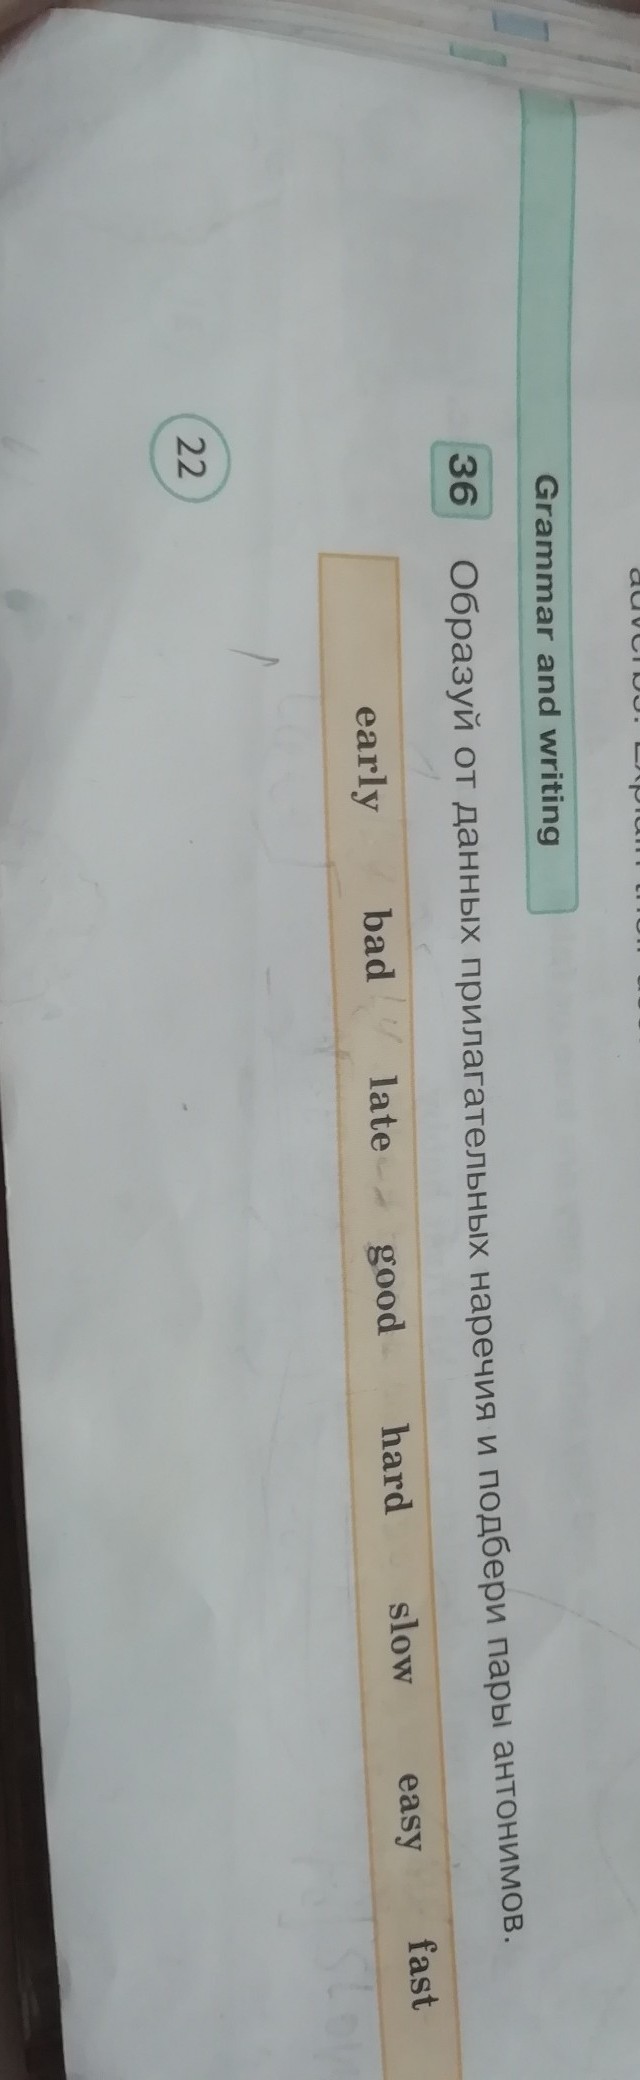 Grammar and writing
36 Образуй от данных прилагательных наречия и подбери пары антонимов.
early bad late good hard slow easy fast
22